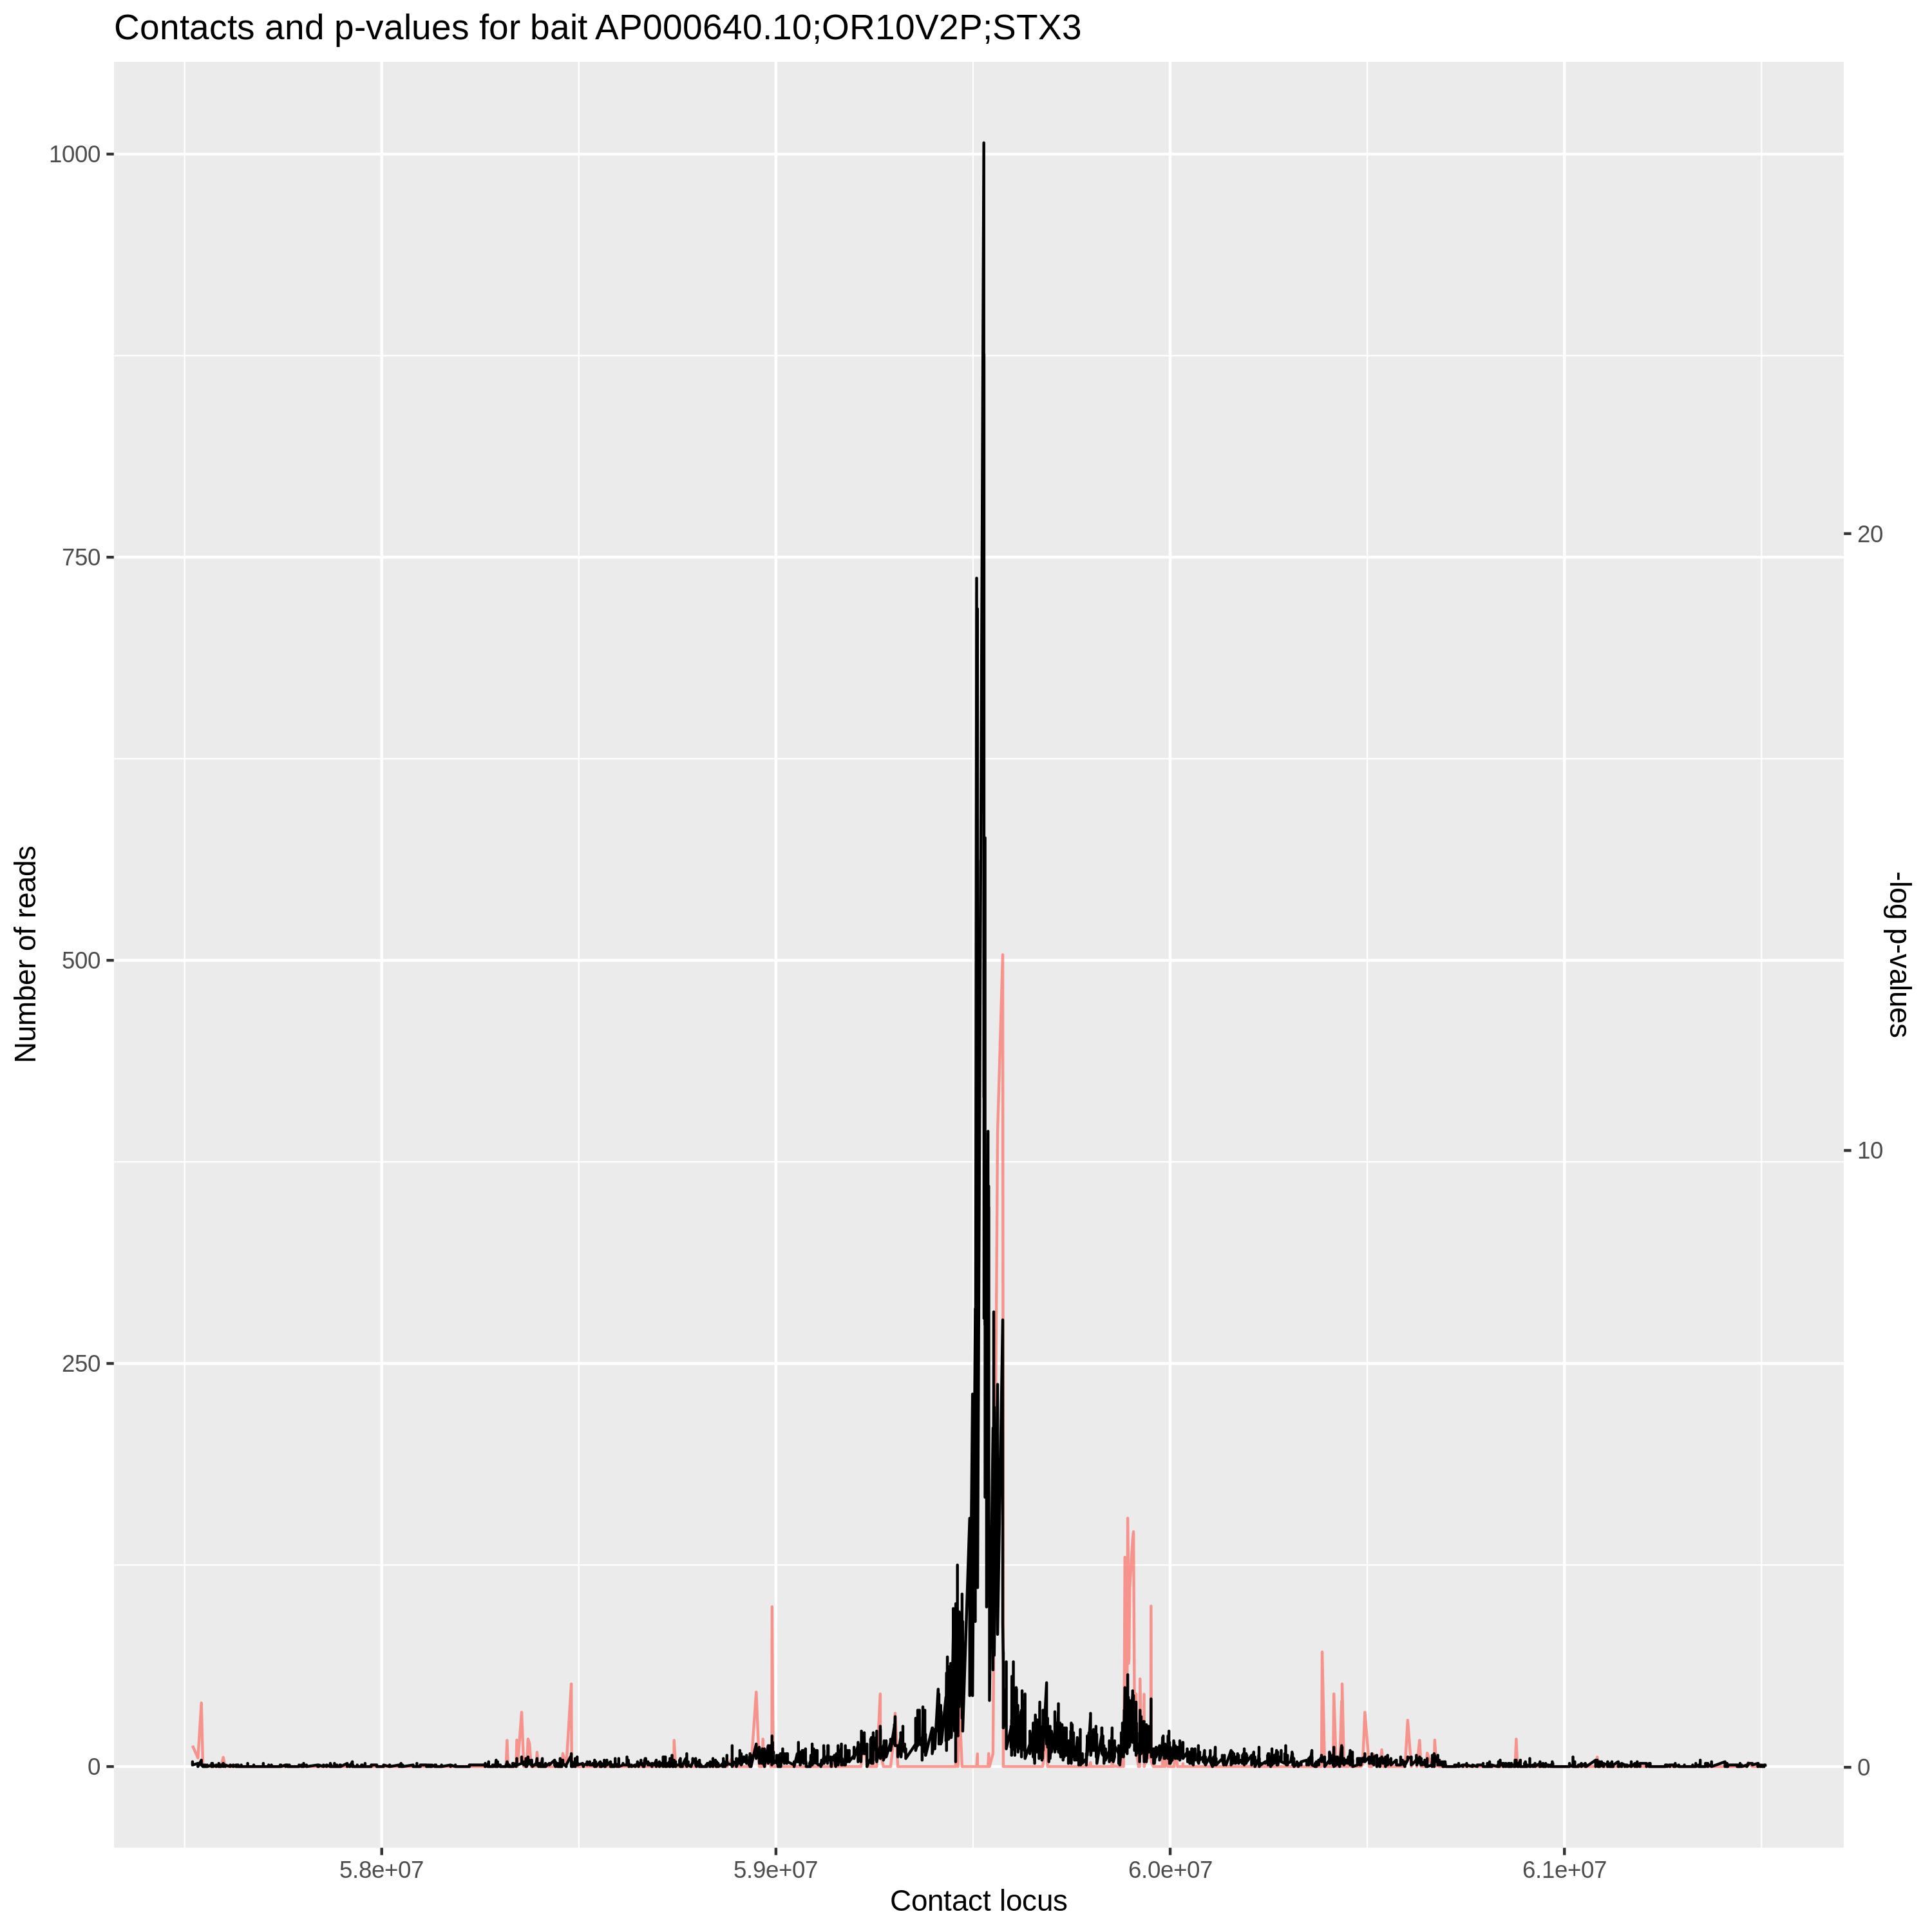 Contacts and p-values for bait AP000640.10;OR10V2P;STX3
1000
750
500
250
0
Number of reads
20
10
0
-log p-values
5.8e+07
5.9e+07
6.0e+07
6.1e+07
Contact locus